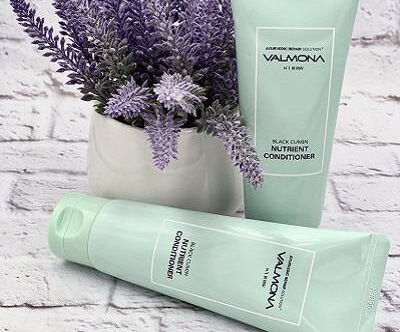 AYURVEDIC REPAIR SOLUTION®
VALMONA
BLACK CUMIN
NUTRIENT
CONDITIONER
AYURVEDIC REPAIR SOLUTION®
VALMONA
BLACK CUMIN
NUTRIENT
CONDITIONER